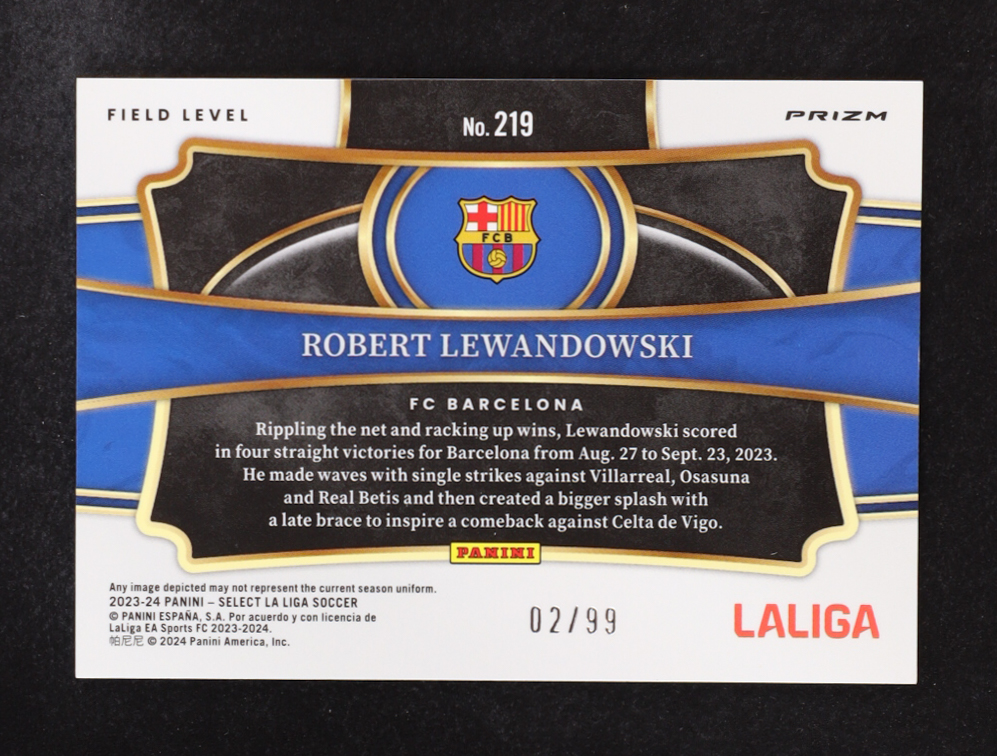 FIELD LEVEL
No. 219
PRIZM
FCB
ROBERT LEWANDOWSKI
FC BARCELONA
Rippling the net and racking up wins, Lewandowski scored
in four straight victories for Barcelona from Aug. 27 to Sept. 23, 2023.
He made waves with single strikes against Villarreal, Osasuna
and Real Betis and then created a bigger splash with
a late brace to inspire a comeback against Celta de Vigo.
PANINI
Any image depicted may not represent the current season uniform.
2023-24 PANINI – SELECT LA LIGA SOCCER
© PANINI ESPAÑA, S.A. Por acuerdo y con licencia de
LaLiga EA Sports FC 2023-2024.
帕尼尼 © 2024 Panini America, Inc.
02/99
LALIGA